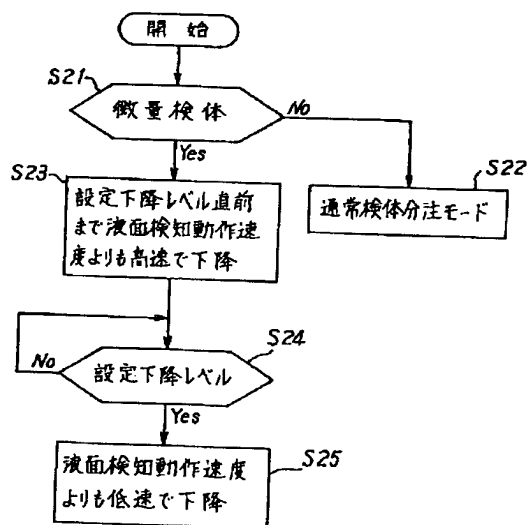 開始
S21
微量検体
No
Yes
S23
S22
設定下降レベル直前
まで液面検知動作速
度よりも高速で下降
通常検体分注モード
S24
No
設定下降レベル
Yes
液面検知動作速度
よりも低速で下降
S25